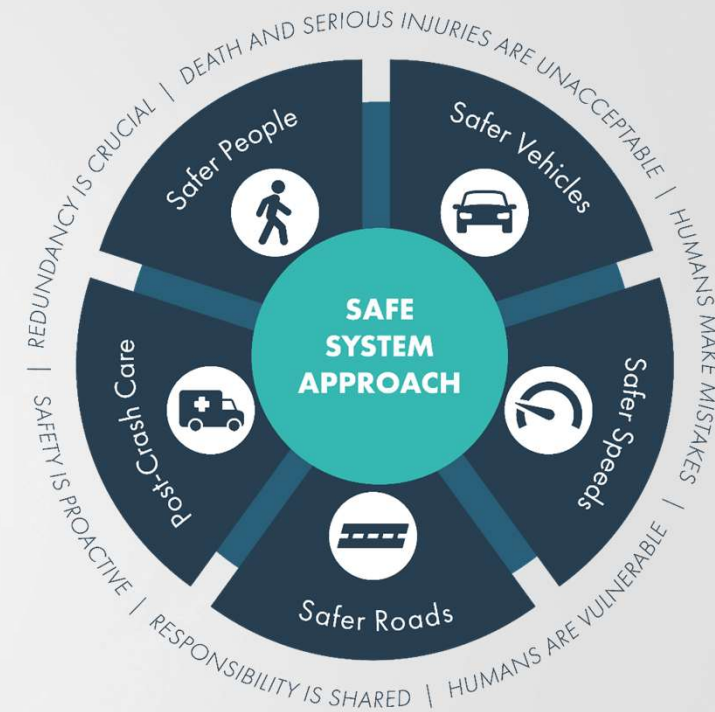 DEATH AND SERIOUS INJURIES ARE UNACCEPTABLE | HUMANS MAKE MISTAKES | HUMANS ARE VULNERABLE | RESPONSIBILITY IS SHARED | SAFETY IS PROACTIVE | REDUNDANCY IS CRUCIAL |
Safer People
Safer Vehicles
SAFE
SYSTEM
APPROACH
Safer Speeds
Safer Roads
Post-Crash Care